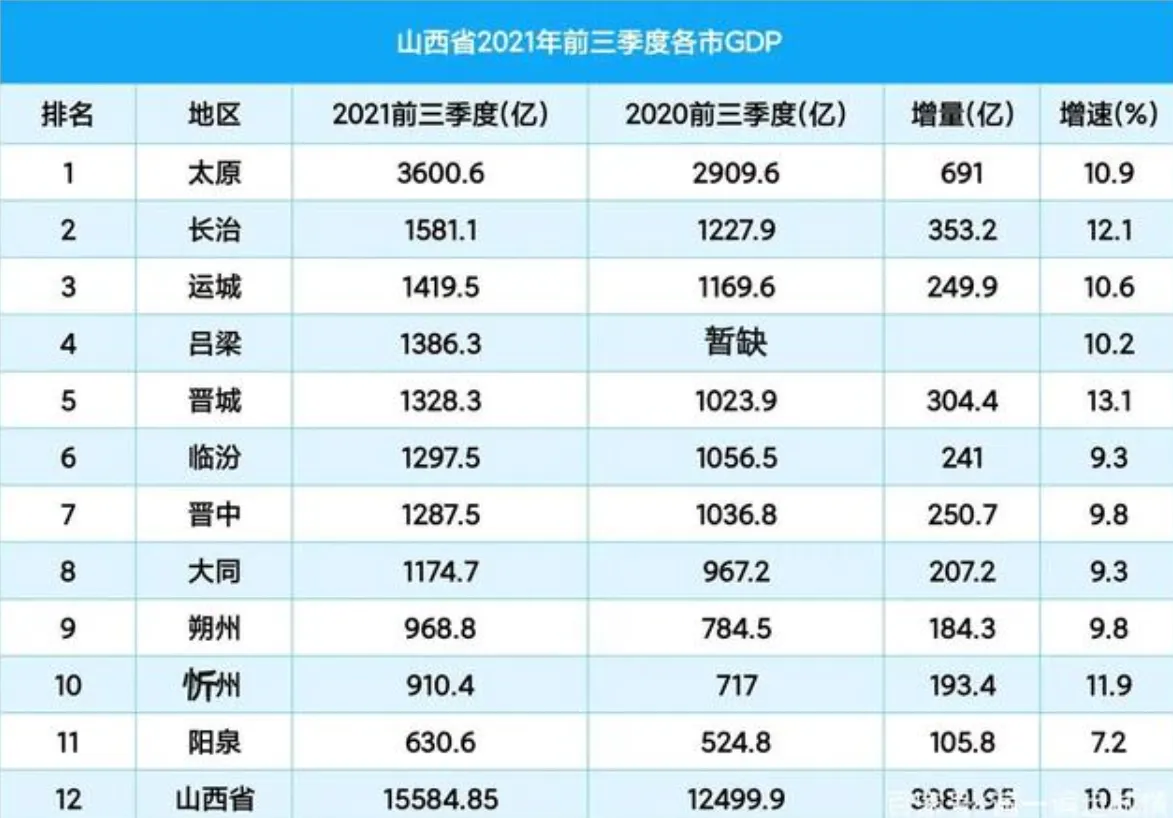 山西省2021年前三季度各市GDP
排名 地区 2021前三季度(亿) 2020前三季度(亿) 增量(亿) 增速(%)
1 太原 3600.6 2909.6 691 10.9
2 长治 1581.1 1227.9 353.2 12.1
3 运城 1419.5 1169.6 249.9 10.6
4 吕梁 1386.3 暂缺 10.2
5 晋城 1328.3 1023.9 304.4 13.1
6 临汾 1297.5 1056.5 241 9.3
7 晋中 1287.5 1036.8 250.7 9.8
8 大同 1174.7 967.2 207.2 9.3
9 朔州 968.8 784.5 184.3 9.8
10 忻州 910.4 717 193.4 11.9
11 阳泉 630.6 524.8 105.8 7.2
12 山西省 15584.85 12499.9 3084.95 10.5